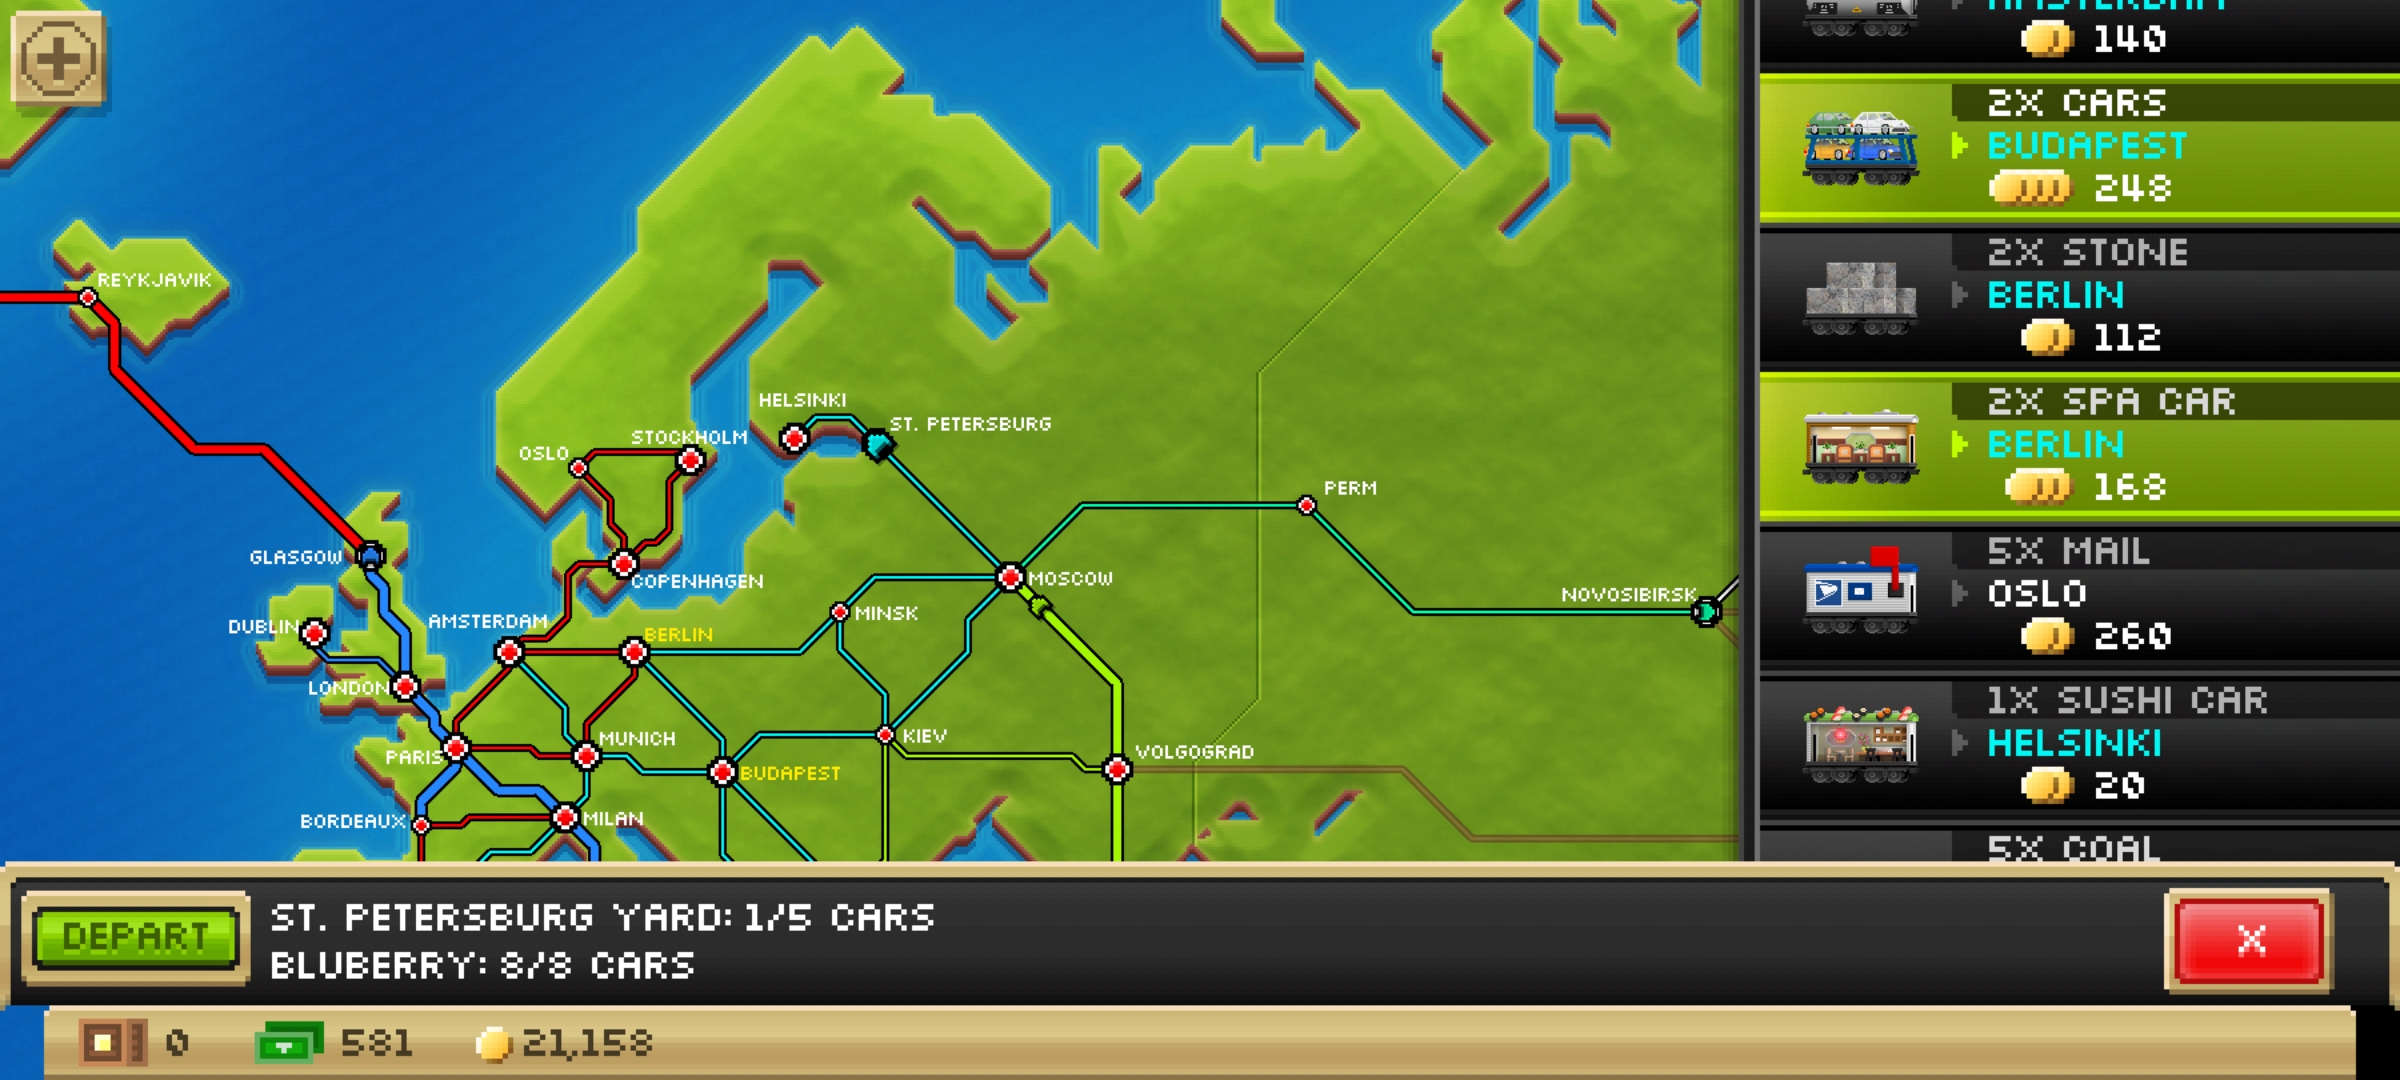 AMSTERDAM
140
2X CARS
BUDAPEST
248
2X STONE
BERLIN
112
2X SPA CAR
BERLIN
168
5X MAIL
OSLO
260
1X SUSHI CAR
HELSINKI
20
5X COAL
REYKJAVIK
HELSINKI
ST. PETERSBURG
STOCKHOLM
OSLO
PERM
GLASGOW
COPENHAGEN
MOSCOW
NOVOSIBIRSK
MINSK
DUBLIN
AMSTERDAM
BERLIN
LONDON
MUNICH
KIEV
VOLGOGRAD
PARIS
BUDAPEST
BORDEAUX
MILAN
DEPART
ST. PETERSBURG YARD: 1/5 CARS
BLUBERRY: 8/8 CARS
X
0
581
21,158